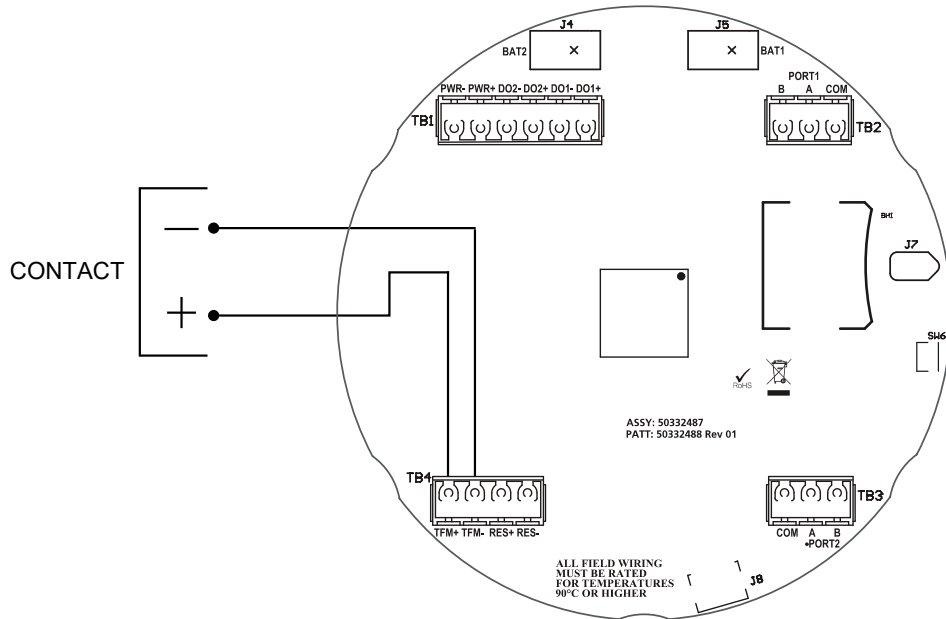 J4
J5
BAT2
BAT1
PORT1
PWR- PWR+ DO2- DO2+ DO1- DO1+
B A COM
TB1
TB2
BH1
J7
CONTACT
−
+
SW6
RoHS
ASSY: 50332487
PATT: 50332488 Rev 01
TB4
TB3
TFM+ TFM- RES+ RES-
COM A B
•PORT2
ALL FIELD WIRING
MUST BE RATED
FOR TEMPERATURES
90°C OR HIGHER
J8